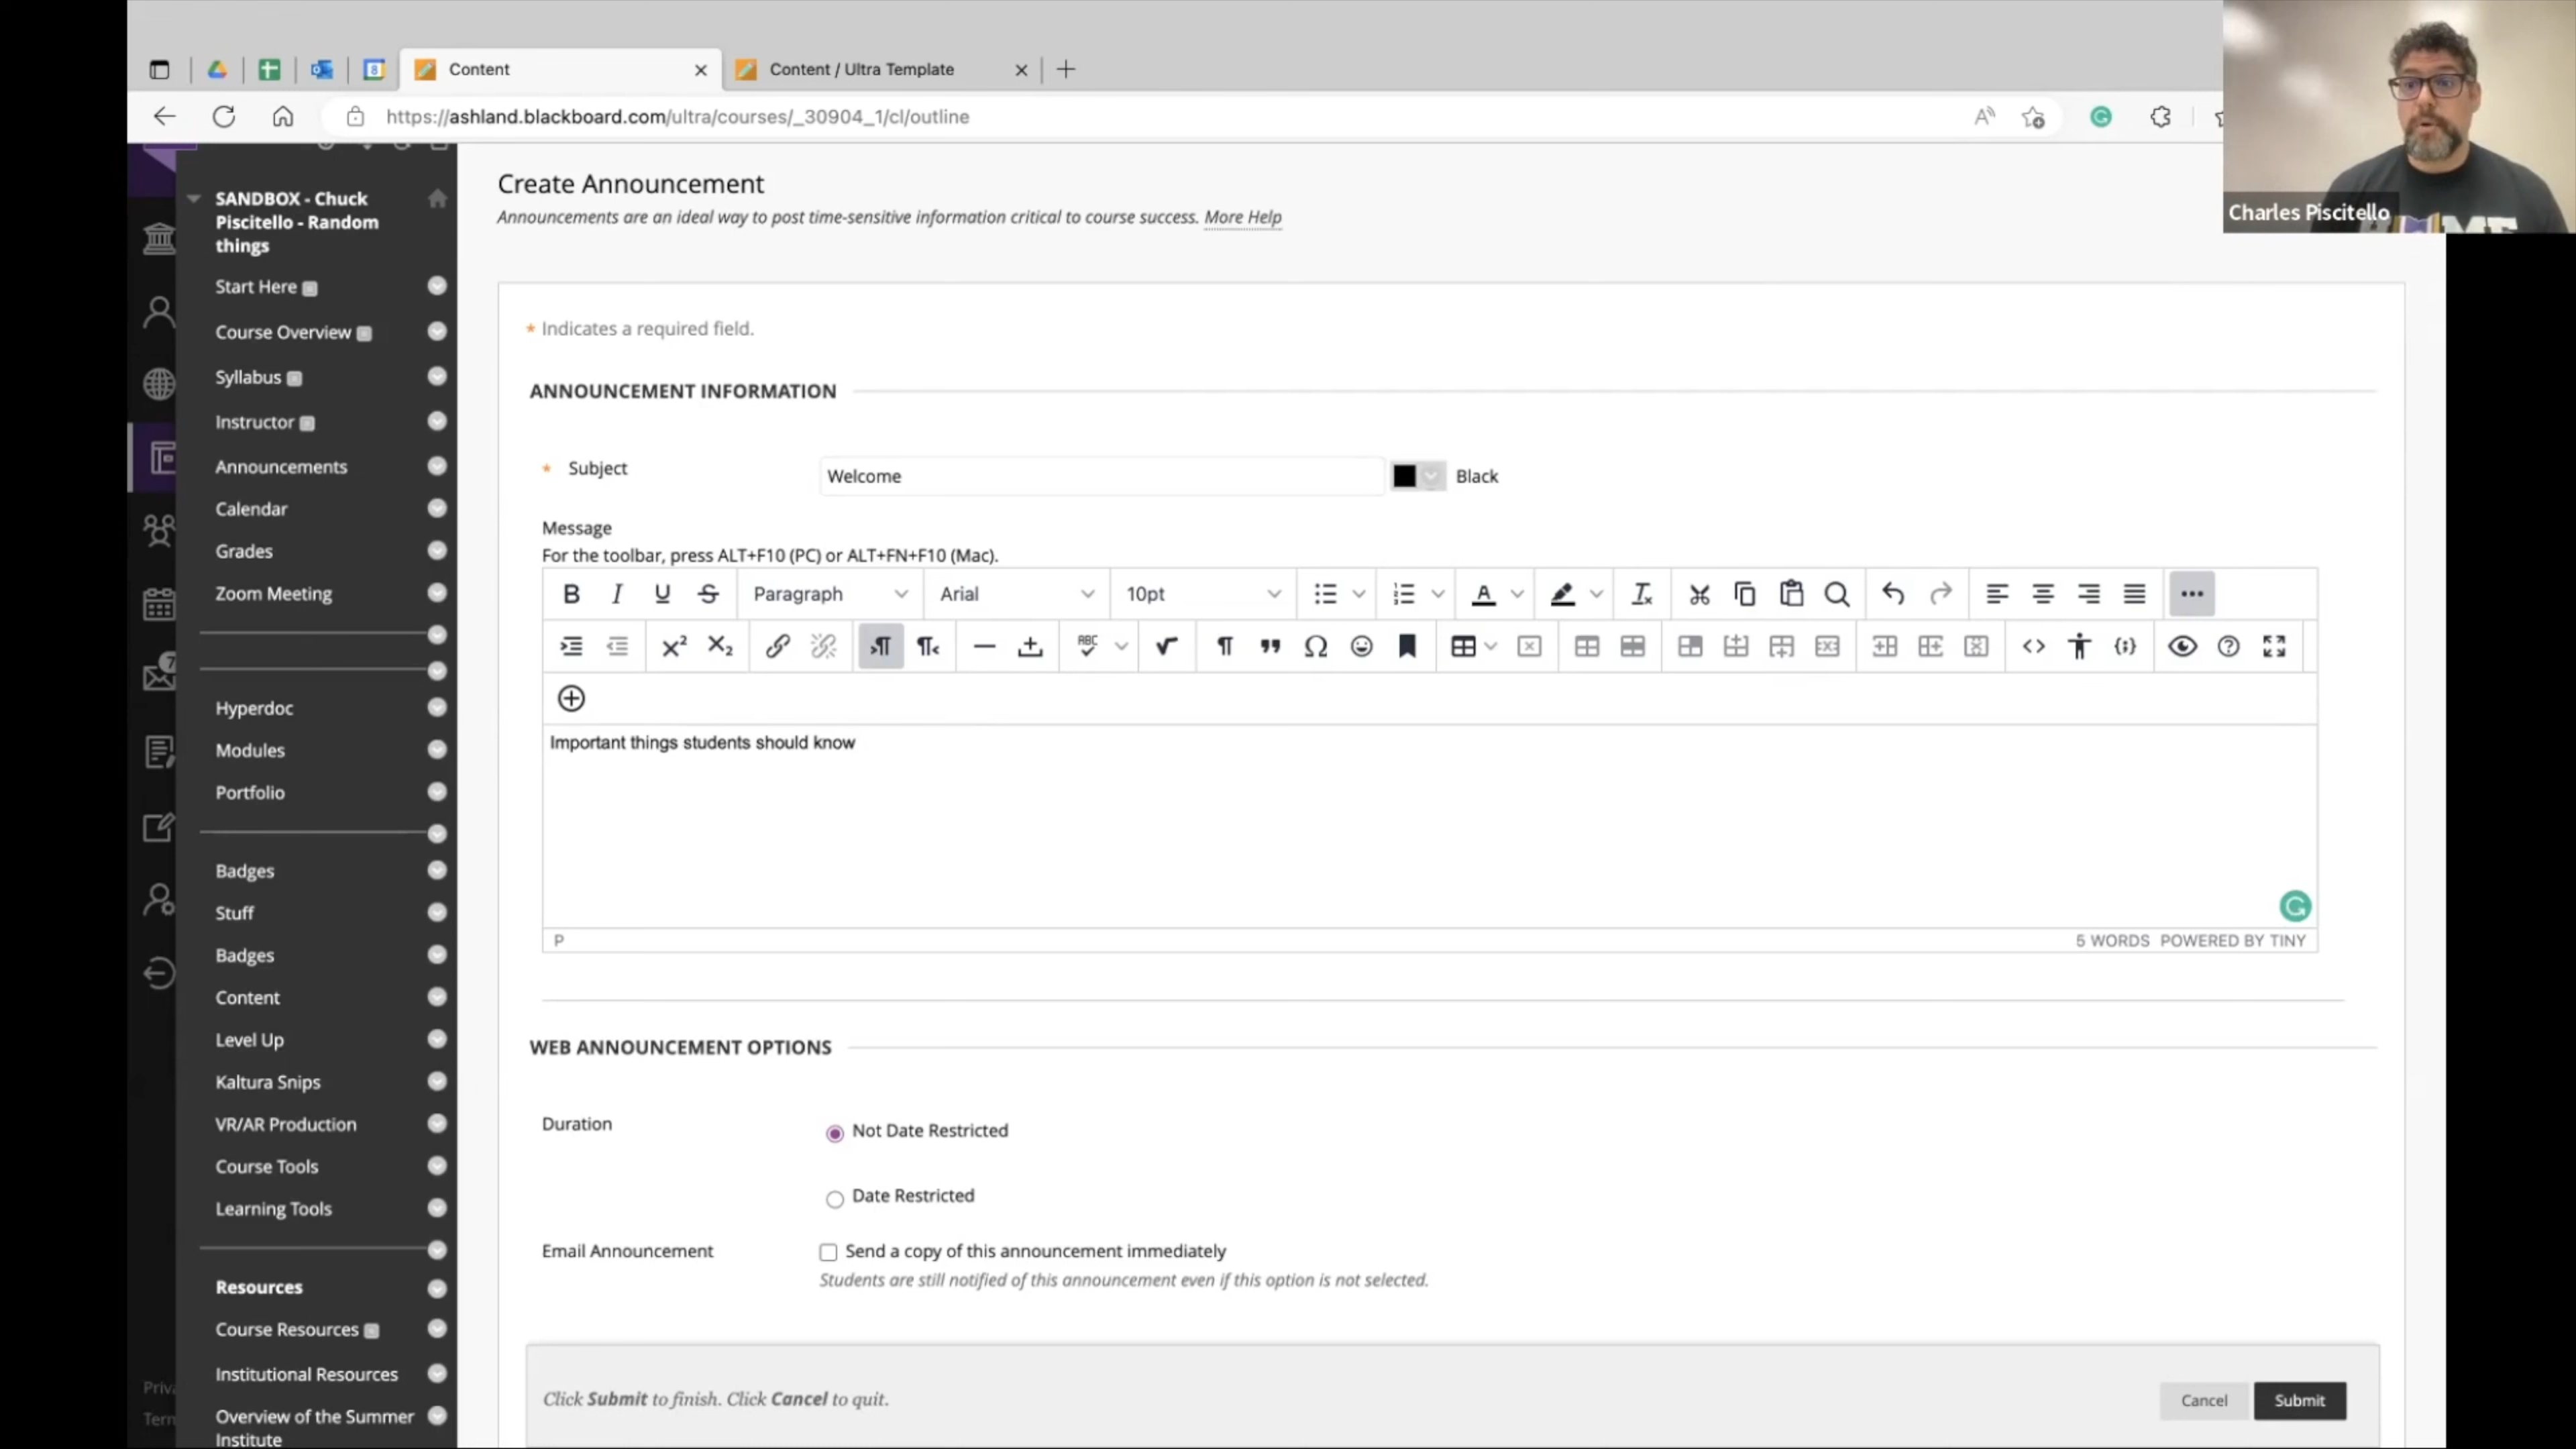 Content
Content / Ultra Template
8
https://ashland.blackboard.com/ultra/courses/_30904_1/cl/outline
Charles Piscitello
SANDBOX - Chuck
Piscitello - Random
things
Start Here
Course Overview
Syllabus
Instructor
Announcements
Calendar
Grades
Zoom Meeting
Hyperdoc
Modules
Portfolio
Badges
Stuff
Badges
Content
Level Up
Kaltura Snips
VR/AR Production
Course Tools
Learning Tools
Resources
Course Resources
Institutional Resources
Overview of the Summer
Institute
7
Create Announcement
Announcements are an ideal way to post time-sensitive information critical to course success. More Help
* Indicates a required field.
ANNOUNCEMENT INFORMATION
* Subject
Welcome
Black
Message
For the toolbar, press ALT+F10 (PC) or ALT+FN+F10 (Mac).
Paragraph
Arial
10pt
Important things students should know
P
5 WORDS POWERED BY TINY
WEB ANNOUNCEMENT OPTIONS
Duration
Not Date Restricted
Date Restricted
Email Announcement
Send a copy of this announcement immediately
Students are still notified of this announcement even if this option is not selected.
Click Submit to finish. Click Cancel to quit.
Cancel
Submit